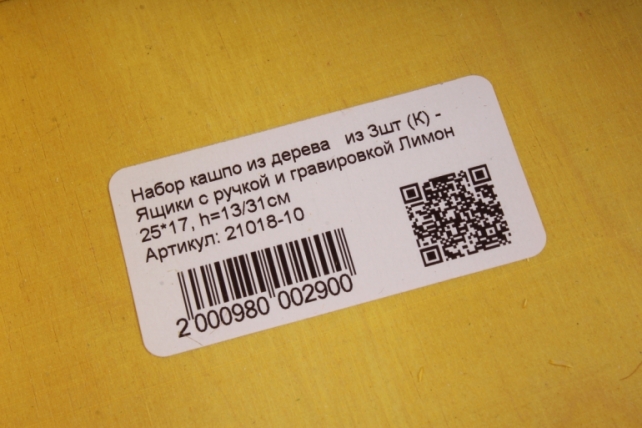 Набор кашпо из дерева из 3шт (К) -
Ящики с ручкой и гравировкой Лимон
25*17, h=13/31см
Артикул: 21018-10
2 000980 002900